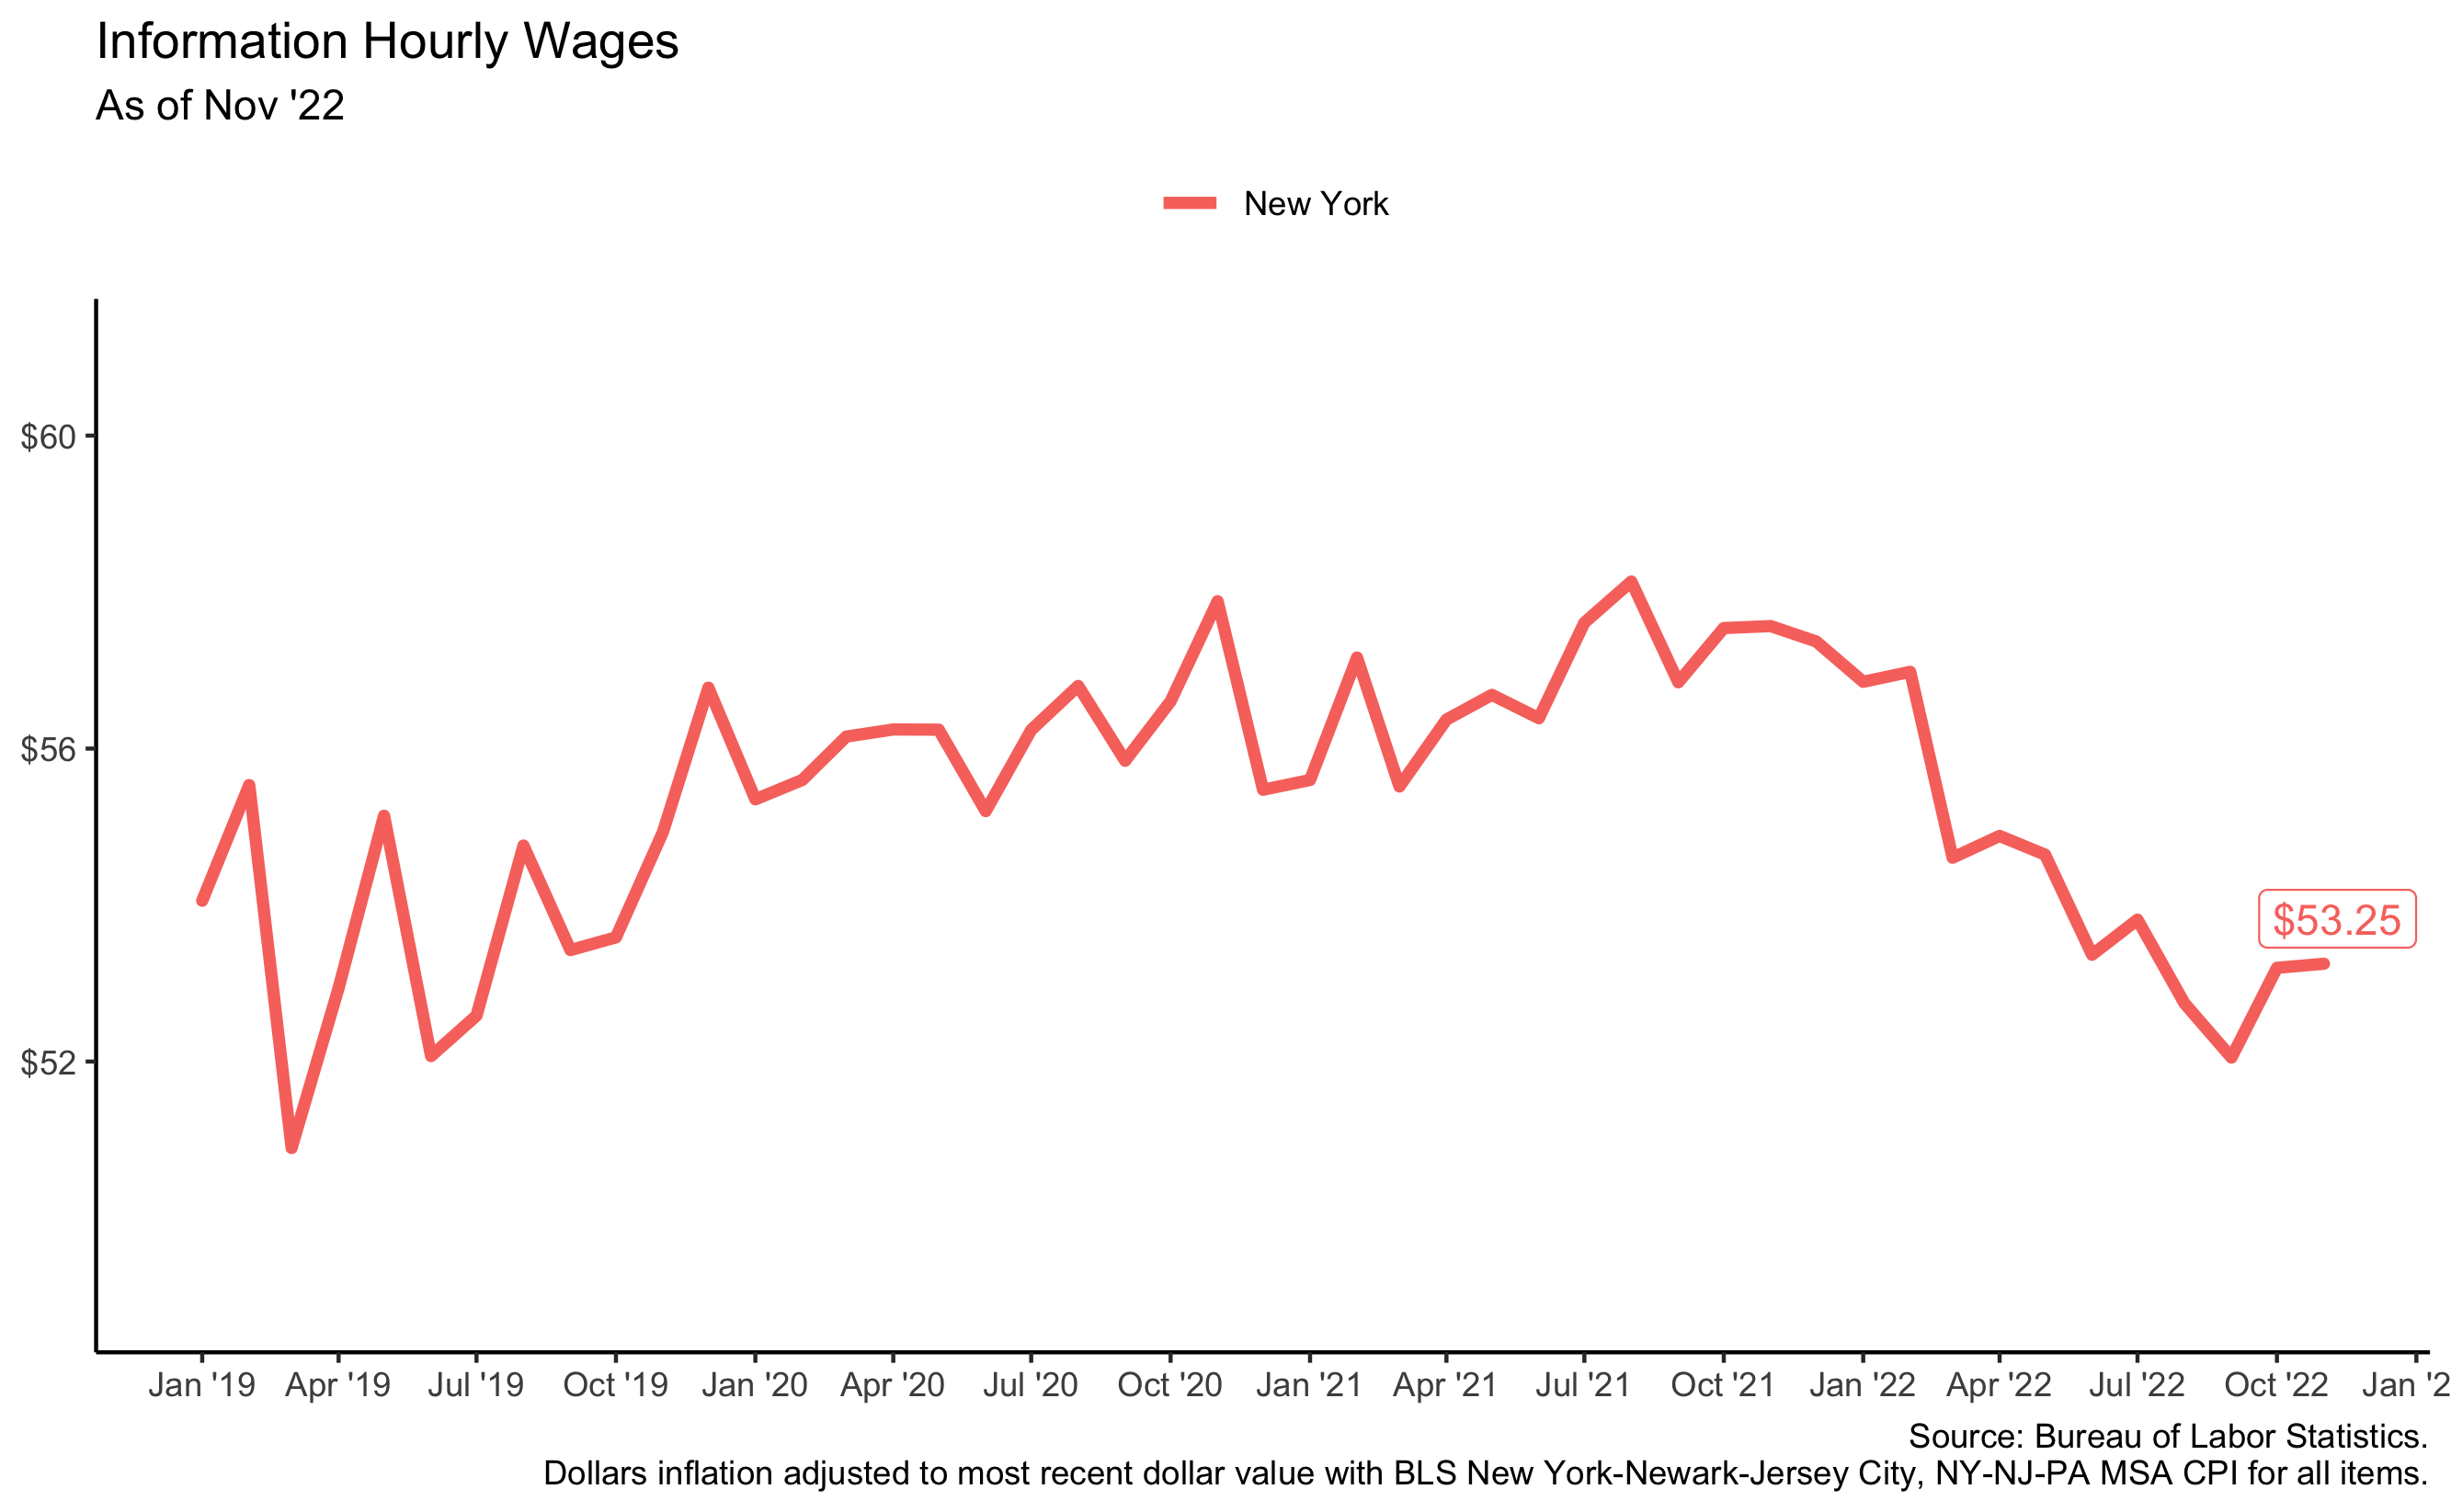 Information Hourly Wages
As of Nov '22
New York
$60
$56
$52
$53.25
Jan '19 Apr '19 Jul '19 Oct '19 Jan '20 Apr '20 Jul '20 Oct '20 Jan '21 Apr '21 Jul '21 Oct '21 Jan '22 Apr '22 Jul '22 Oct '22 Jan '2
Source: Bureau of Labor Statistics.
Dollars inflation adjusted to most recent dollar value with BLS New York-Newark-Jersey City, NY-NJ-PA MSA CPI for all items.